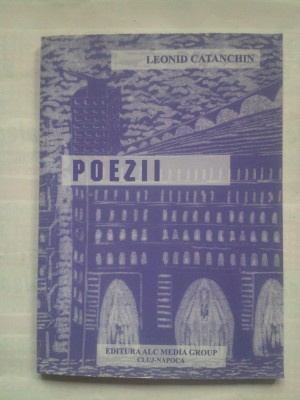 LEONID CATANCHIN
POEZII
EDITURA ALC MEDIA GROUP
CLUJ-NAPOCA